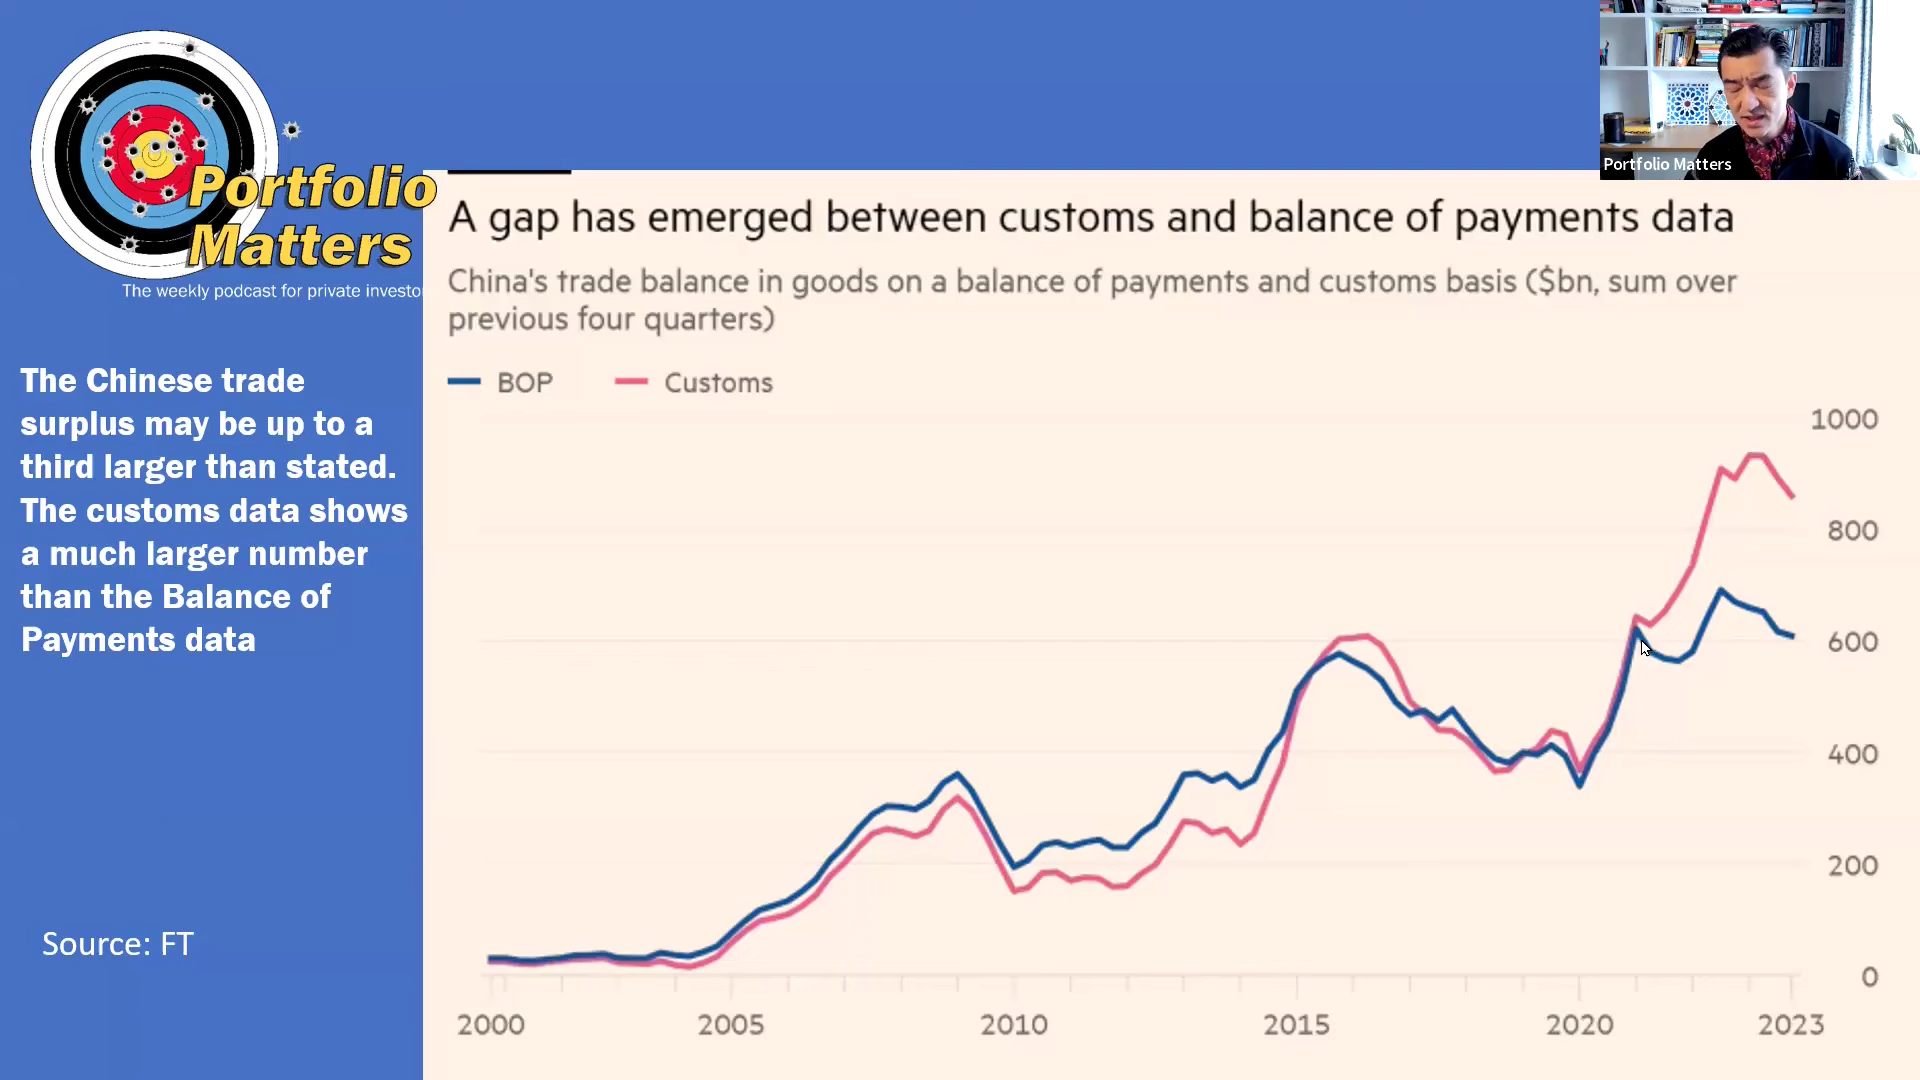 Portfolio
Matters
The weekly podcast for private investo
Portfolio Matters
The Chinese trade
surplus may be up to a
third larger than stated.
The customs data shows
a much larger number
than the Balance of
Payments data
Source: FT
A gap has emerged between customs and balance of payments data
China's trade balance in goods on a balance of payments and customs basis ($bn, sum over
previous four quarters)
BOP Customs
1000
800
600
400
200
0
2000 2005 2010 2015 2020 2023